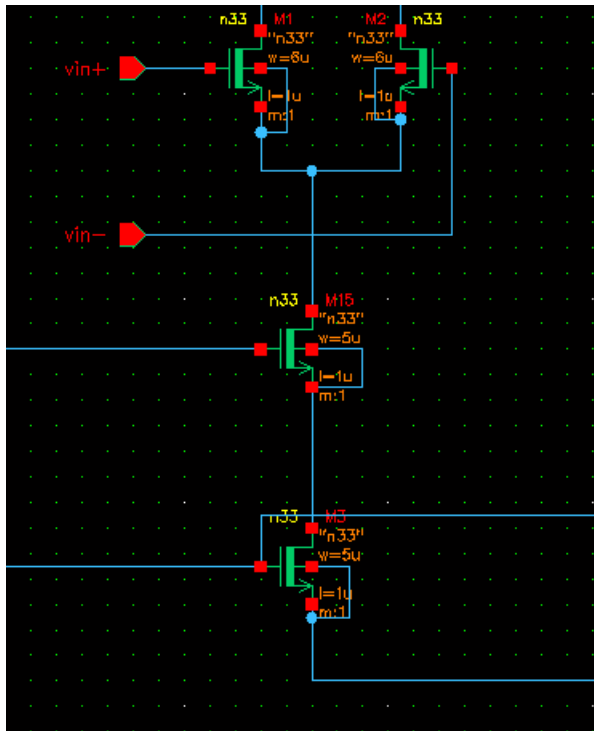 n33 M1 M2 n33
"n33" "n33"
w=6u w=6u
vin+
l=1u l=1u
m:1 m:1
vin-
n33 M15
"n33"
w=5u
l=1u
m:1
n33 M3
"n33"
w=5u
l=1u
m:1